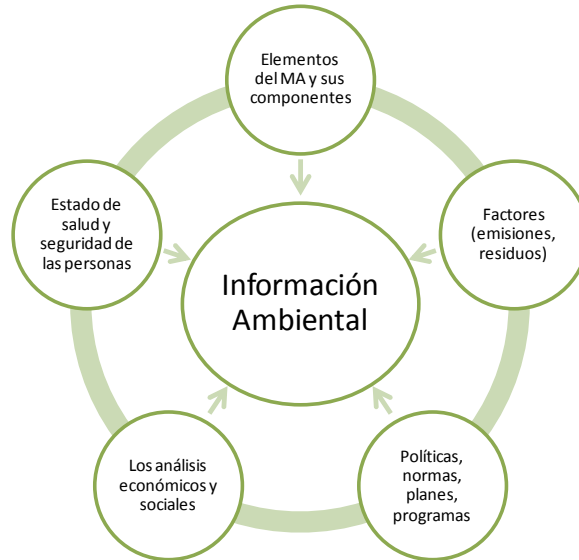 Elementos
del MA y sus
componentes
Estado de
salud y
seguridad de
las personas
Factores
(emisiones,
residuos)
Información
Ambiental
Los análisis
económicos y
sociales
Políticas,
normas,
planes,
programas